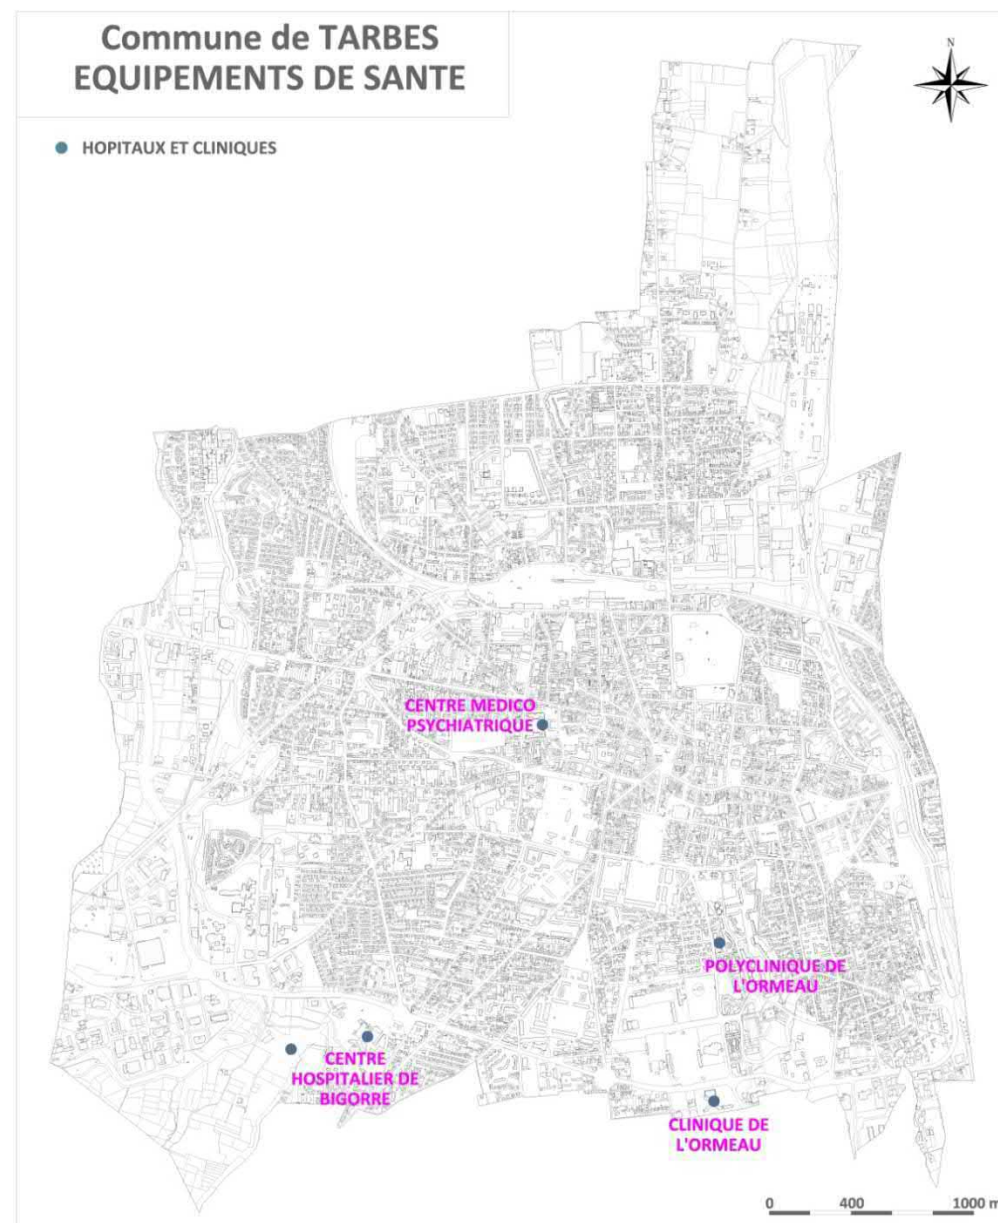 Commune de TARBES
EQUIPEMENTS DE SANTE
N
HOPITAUX ET CLINIQUES
CENTRE MEDICO
PSYCHIATRIQUE
POLYCLINIQUE DE
L'ORMEAU
CENTRE
HOSPITALIER DE
BIGORRE
CLINIQUE DE
L'ORMEAU
0 400 1000 m